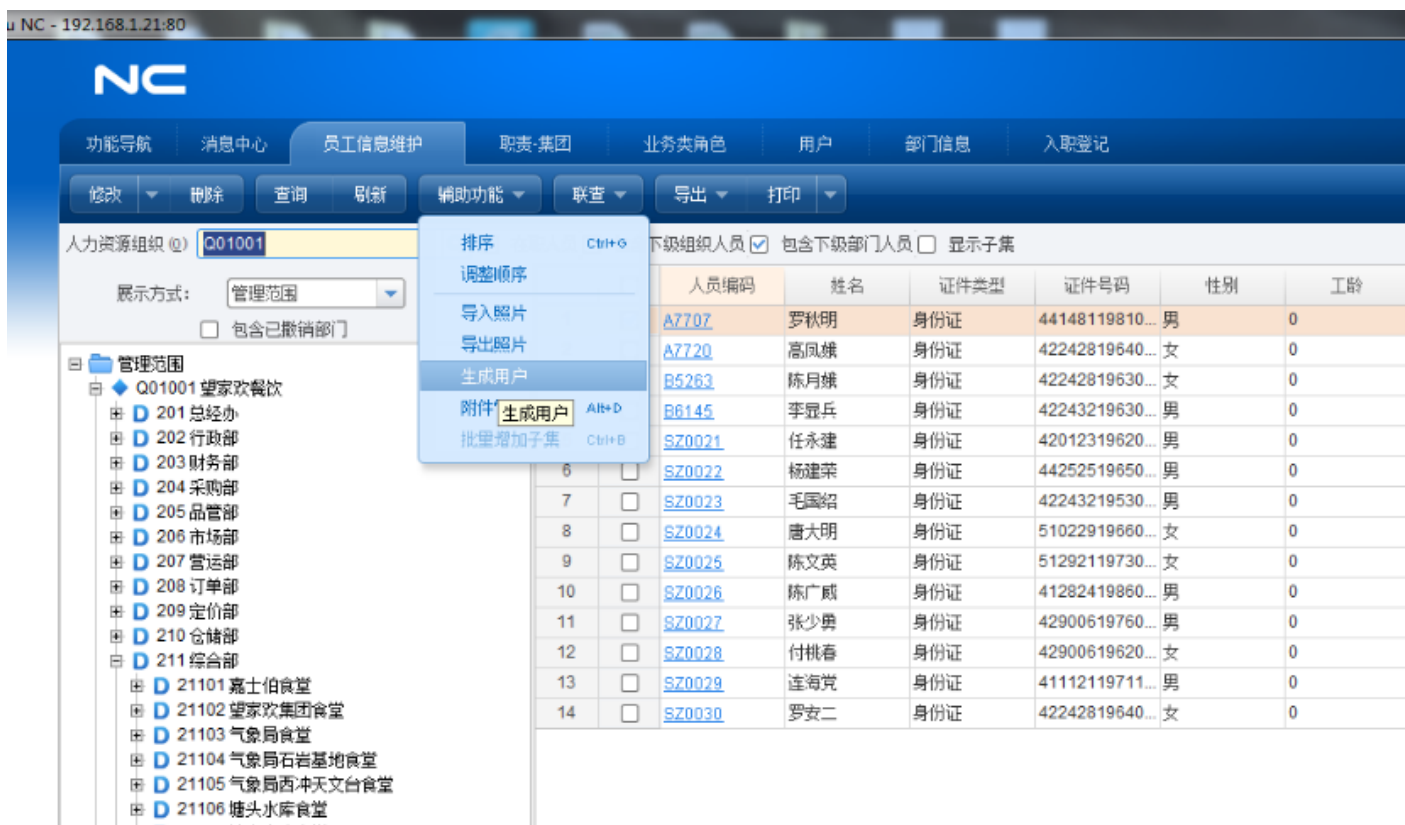 u NC - 192.168.1.21:80
NC
功能导航 消息中心 员工信息维护 职责-集团 业务类角色 用户 部门信息 入职登记
修改 删除 查询 刷新 辅助功能 联查 导出 打印
人力资源组织(O) Q01001 下级组织人员 包含下级部门人员 显示子集
展示方式： 管理范围
包含已撤销部门
排序 Ctrl+G
调整顺序
导入照片
导出照片
生成用户
附件 Alt+D
生成用户
批量增加子集 Ctrl+B
管理范围
Q01001 望家欢餐饮
D 201 总经办
D 202 行政部
D 203 财务部
D 204 采购部
D 205 品管部
D 206 市场部
D 207 营运部
D 208 订单部
D 209 定价部
D 210 仓储部
D 211 综合部
D 21101 嘉士伯食堂
D 21102 望家欢集团食堂
D 21103 气象局食堂
D 21104 气象局石岩基地食堂
D 21105 气象局西冲天文台食堂
D 21106 塘头水库食堂
人员编码 姓名 证件类型 证件号码 性别 工龄
A7707 罗秋明 身份证 44148119810... 男 0
A7720 高凤娥 身份证 42242819640... 女 0
B5263 陈月娥 身份证 42242819630... 女 0
B6145 李显兵 身份证 42243219630... 男 0
SZ0021 任永建 身份证 42012319620... 男 0
6 SZ0022 杨建荣 身份证 44252519650... 男 0
7 SZ0023 毛国绍 身份证 42243219530... 男 0
8 SZ0024 唐大明 身份证 51022919660... 女 0
9 SZ0025 陈文英 身份证 51292119730... 女 0
10 SZ0026 陈广威 身份证 41282419860... 男 0
11 SZ0027 张少勇 身份证 42900619760... 男 0
12 SZ0028 付桃春 身份证 42900619620... 女 0
13 SZ0029 连海党 身份证 41112119711... 男 0
14 SZ0030 罗安二 身份证 42242819640... 女 0